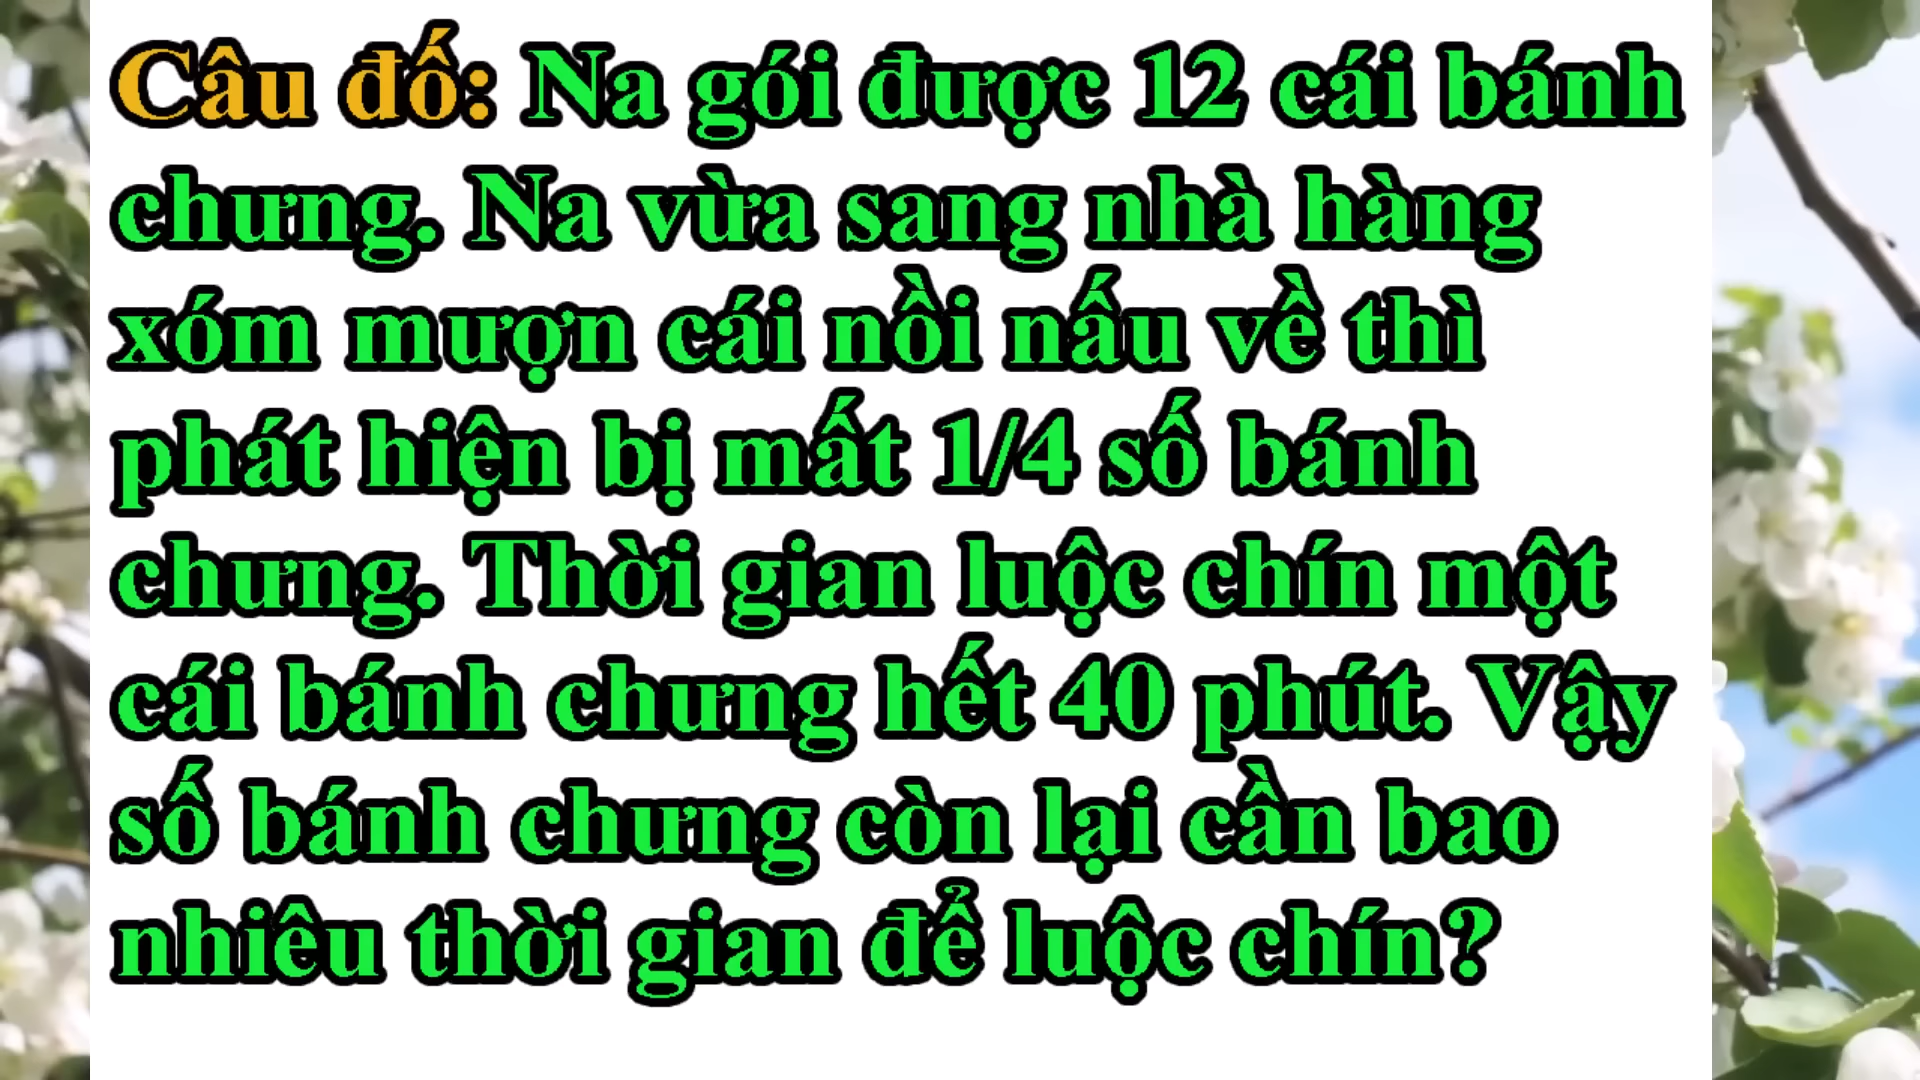 Câu đố: Na gói được 12 cái bánh
chưng. Na vừa sang nhà hàng
xóm mượn cái nồi nấu về thì
phát hiện bị mất 1/4 số bánh
chưng. Thời gian luộc chín một
cái bánh chưng hết 40 phút. Vậy
số bánh chưng còn lại cần bao
nhiêu thời gian để luộc chín?